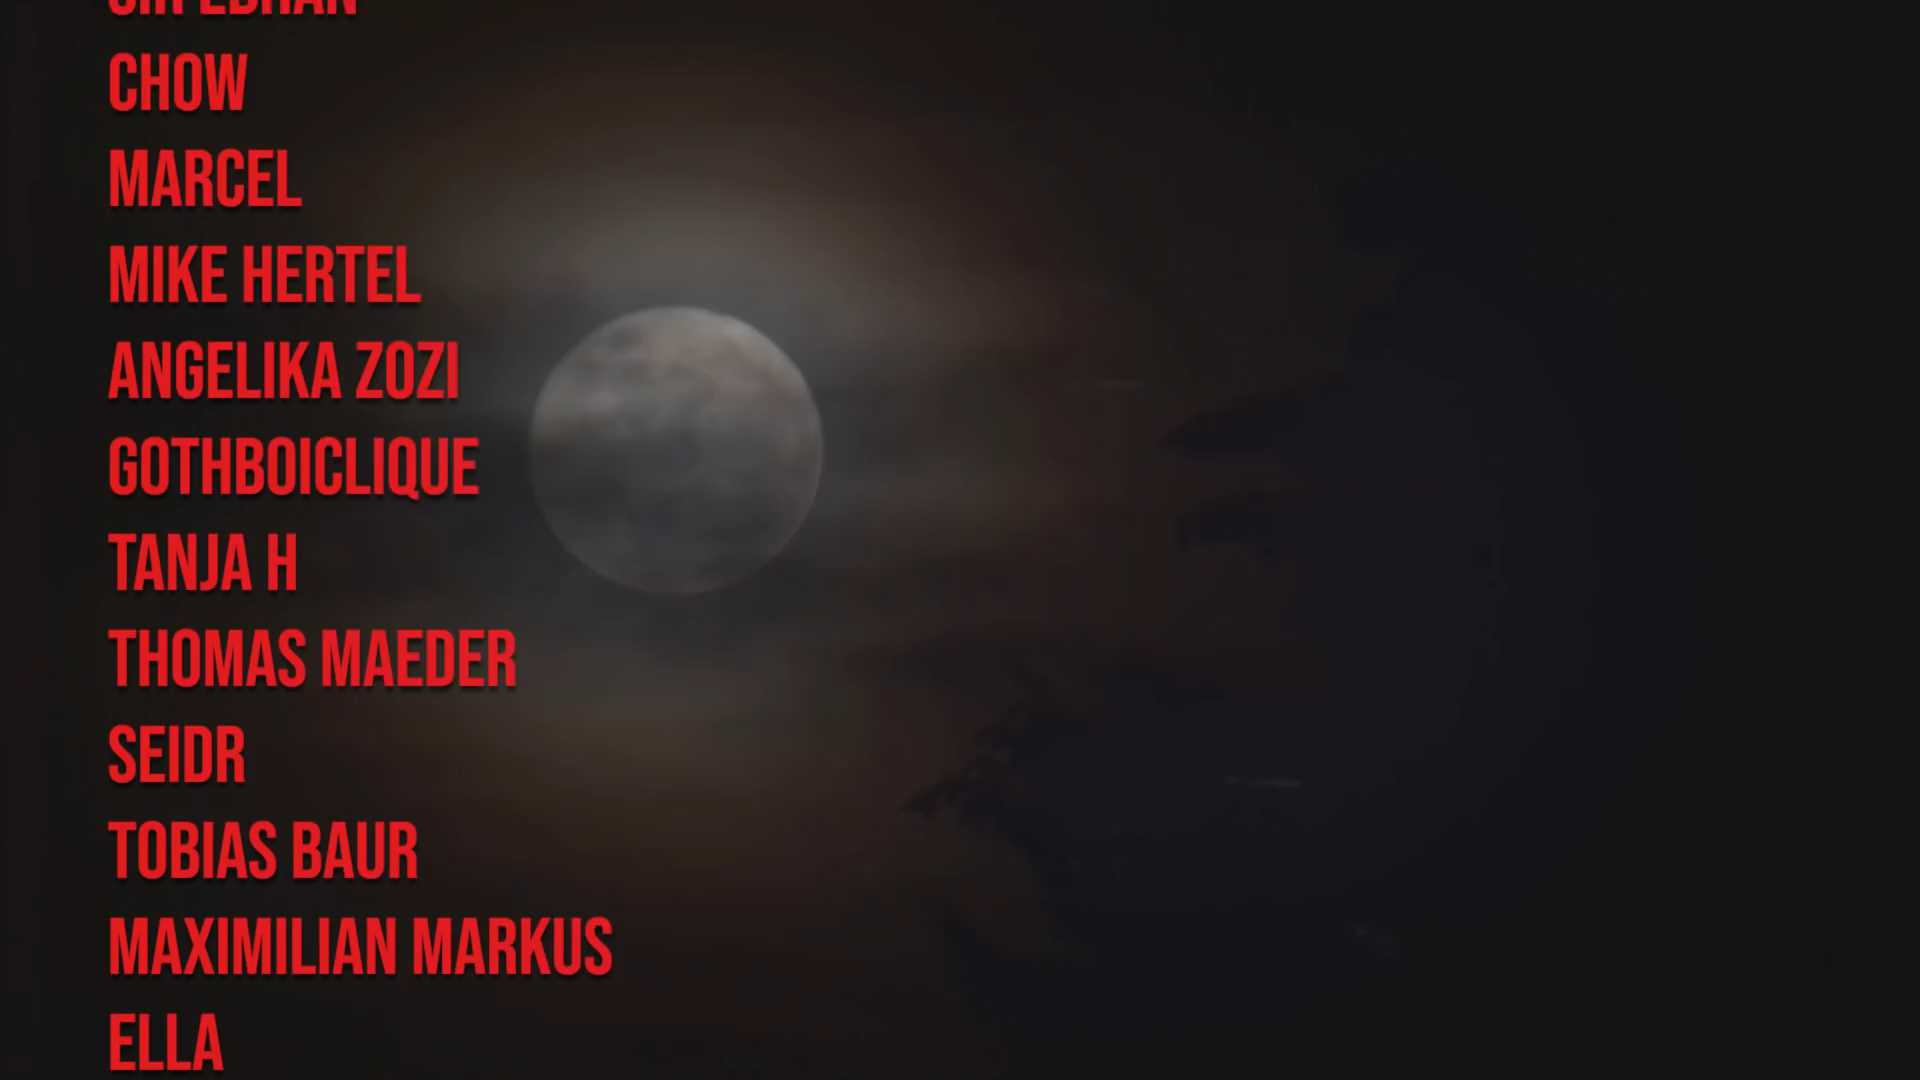 CHOW
MARCEL
MIKE HERTEL
ANGELIKA ZOZI
GOTHBOICLIQUE
TANJA H
THOMAS MAEDER
SEIDR
TOBIAS BAUR
MAXIMILIAN MARKUS
ELLA